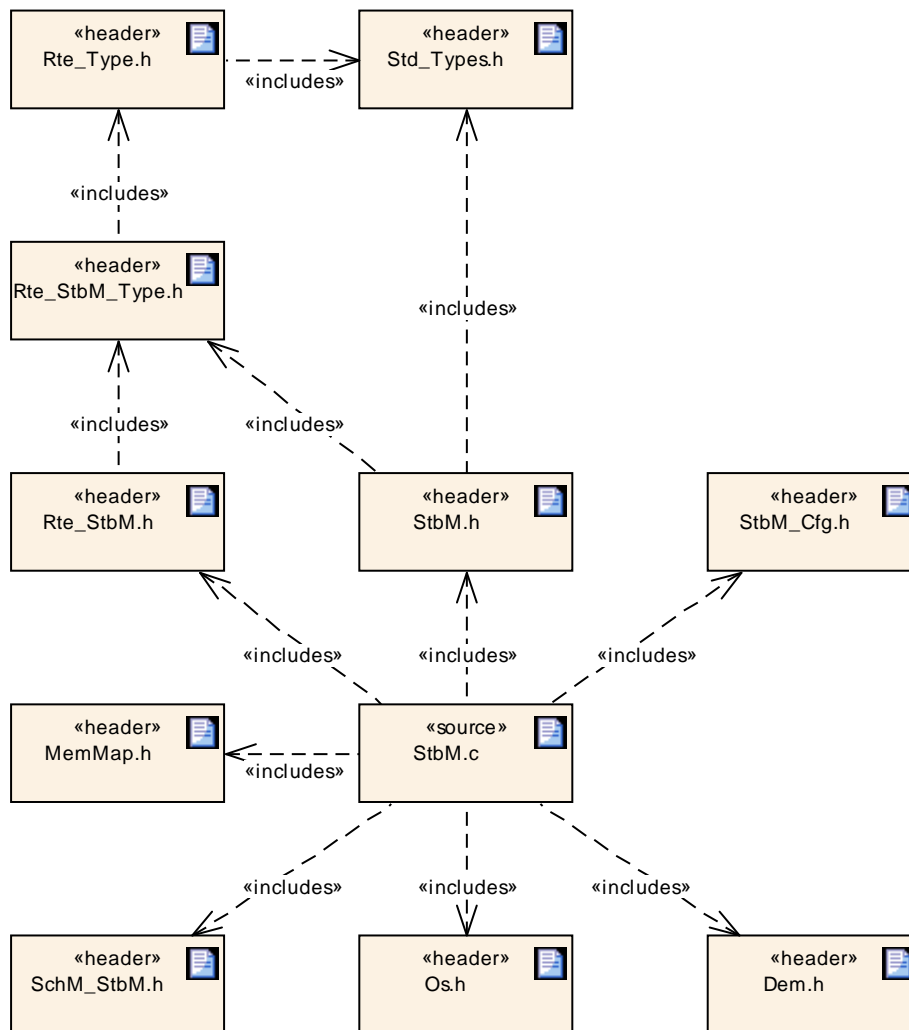 «header»
Rte_Type.h
«header»
Std_Types.h
«includes»
«includes»
«header»
Rte_StbM_Type.h
«includes»
«includes»
«includes»
«header»
Rte_StbM.h
«header»
StbM.h
«header»
StbM_Cfg.h
«includes»
«includes»
«includes»
«header»
MemMap.h
«source»
StbM.c
«includes»
«includes»
«includes»
«includes»
«header»
SchM_StbM.h
«header»
Os.h
«header»
Dem.h